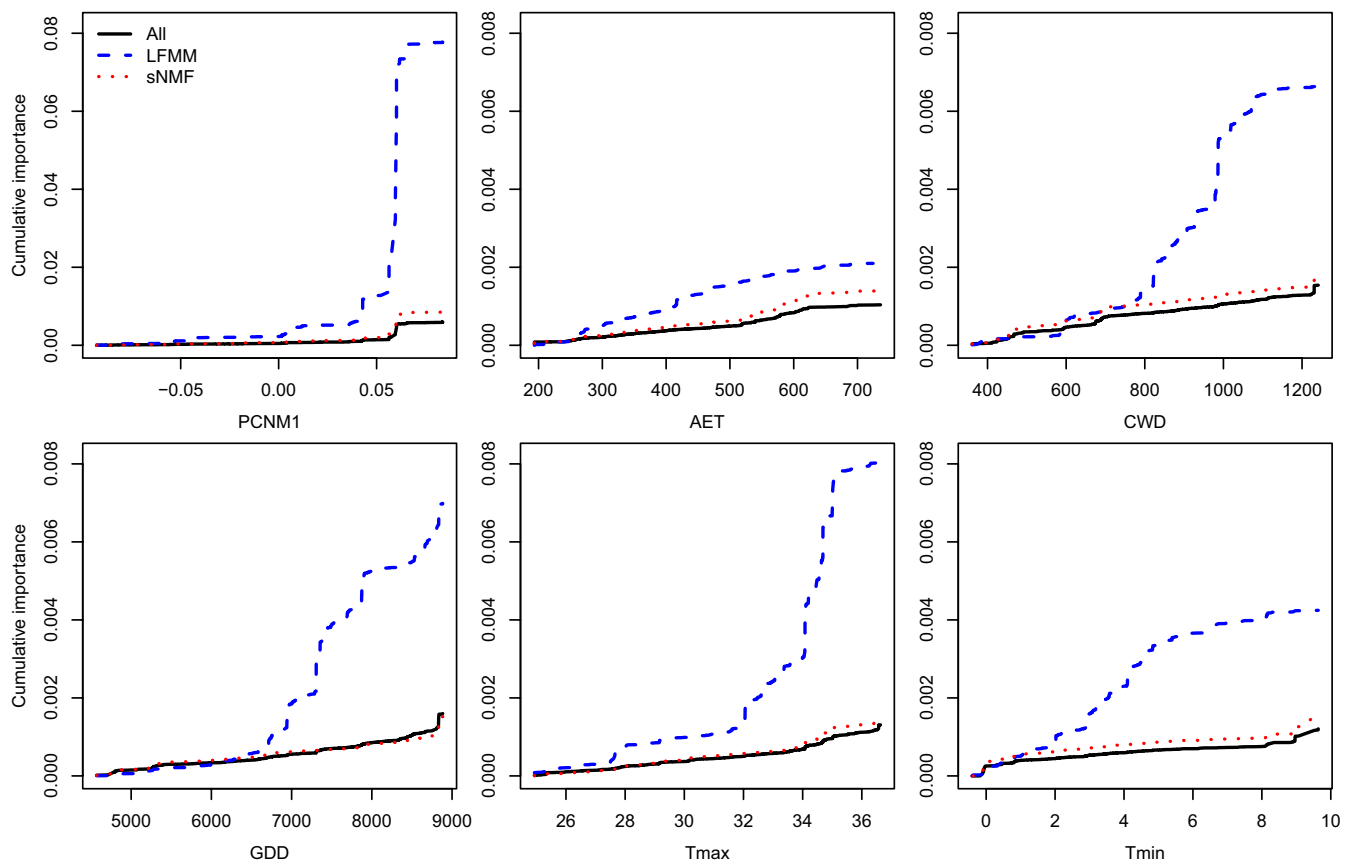 All
LFMM
sNMF
Cumulative importance
0.00 0.02 0.04 0.06 0.08
−0.05 0.00 0.05
PCNM1
0.000 0.002 0.004 0.006 0.008
200 300 400 500 600 700
AET
0.000 0.002 0.004 0.006 0.008
400 600 800 1000 1200
CWD
Cumulative importance
0.000 0.002 0.004 0.006 0.008
5000 6000 7000 8000 9000
GDD
0.000 0.002 0.004 0.006 0.008
26 28 30 32 34 36
Tmax
0.000 0.002 0.004 0.006 0.008
0 2 4 6 8 10
Tmin